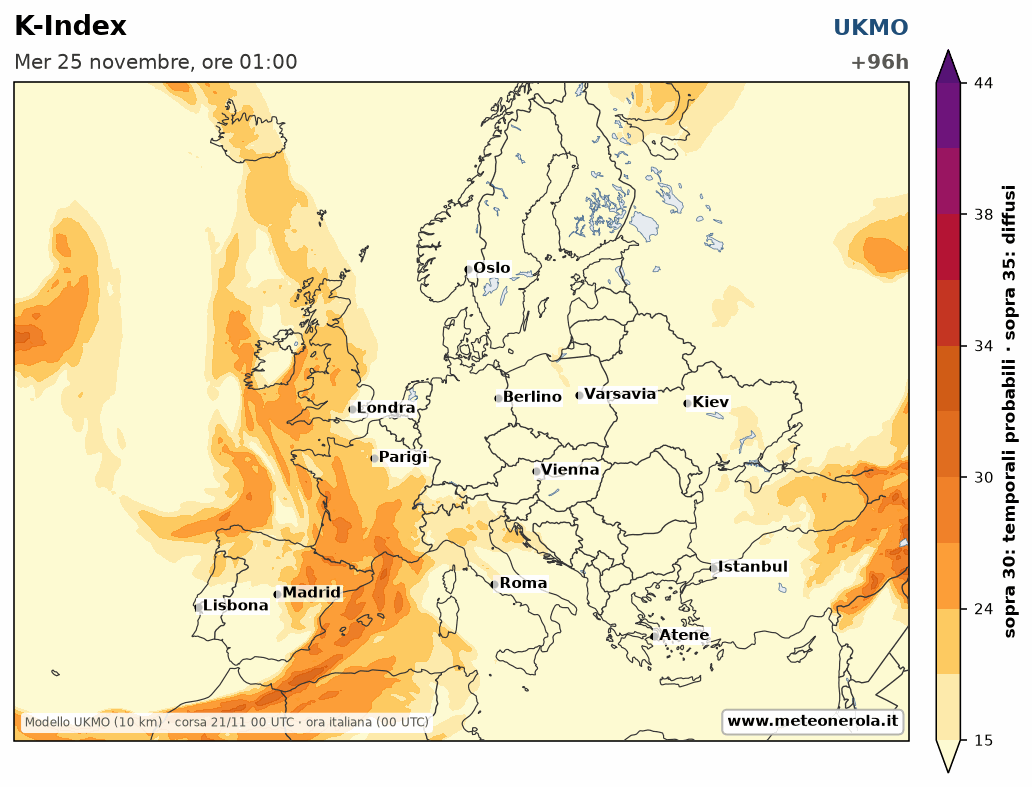 K-Index
UKMO
Mer 25 novembre, ore 01:00
+96h
Oslo
Londra
Berlino
Varsavia
Kiev
Parigi
Vienna
Istanbul
Roma
Madrid
Lisbona
Atene
Modello UKMO (10 km) · corsa 21/11 00 UTC · ora italiana (00 UTC)
www.meteonerola.it
44
38
34
30
24
15
sopra 30: temporali probabili · sopra 35: diffusi